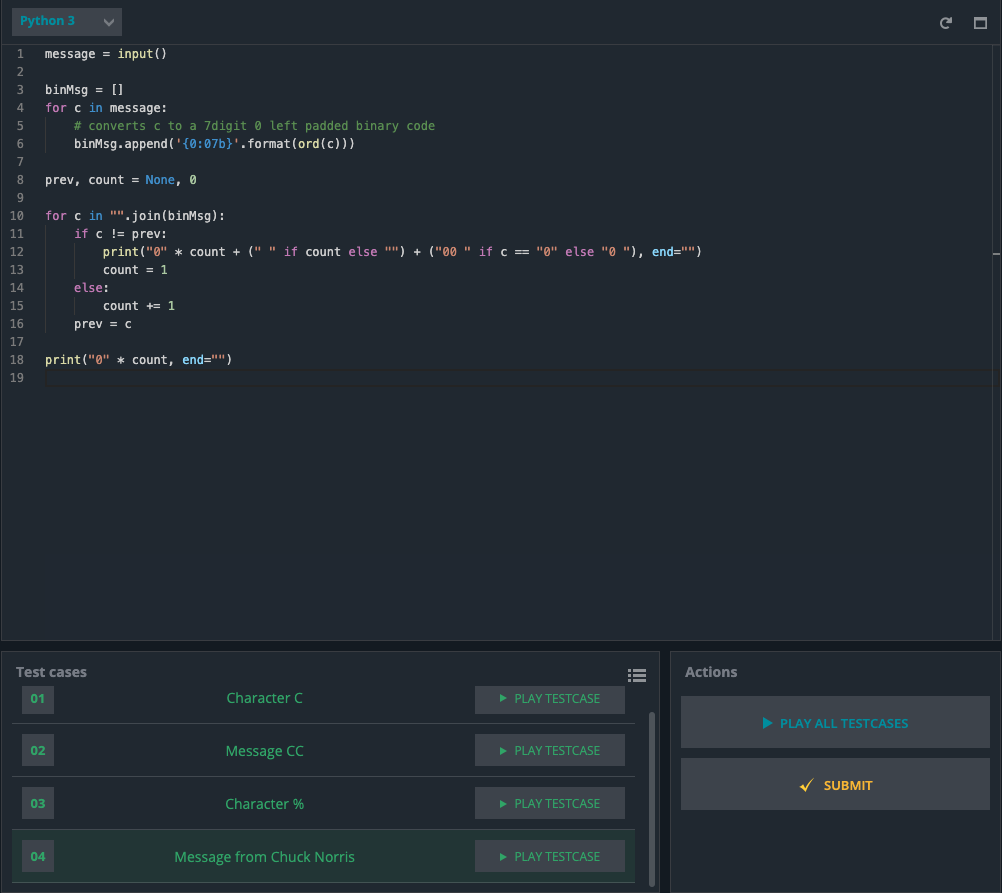 Python 3
1 message = input()
2
3 binMsg = []
4 for c in message:
5     # converts c to a 7digit 0 left padded binary code
6     binMsg.append('{0:07b}'.format(ord(c)))
7
8 prev, count = None, 0
9
10 for c in "".join(binMsg):
11     if c != prev:
12         print("0" * count + (" " if count else "") + ("00 " if c == "0" else "0 "), end="")
13         count = 1
14     else:
15         count += 1
16     prev = c
17
18 print("0" * count, end="")
19
Test cases
01 Character C PLAY TESTCASE
02 Message CC PLAY TESTCASE
03 Character % PLAY TESTCASE
04 Message from Chuck Norris PLAY TESTCASE
Actions
PLAY ALL TESTCASES
SUBMIT